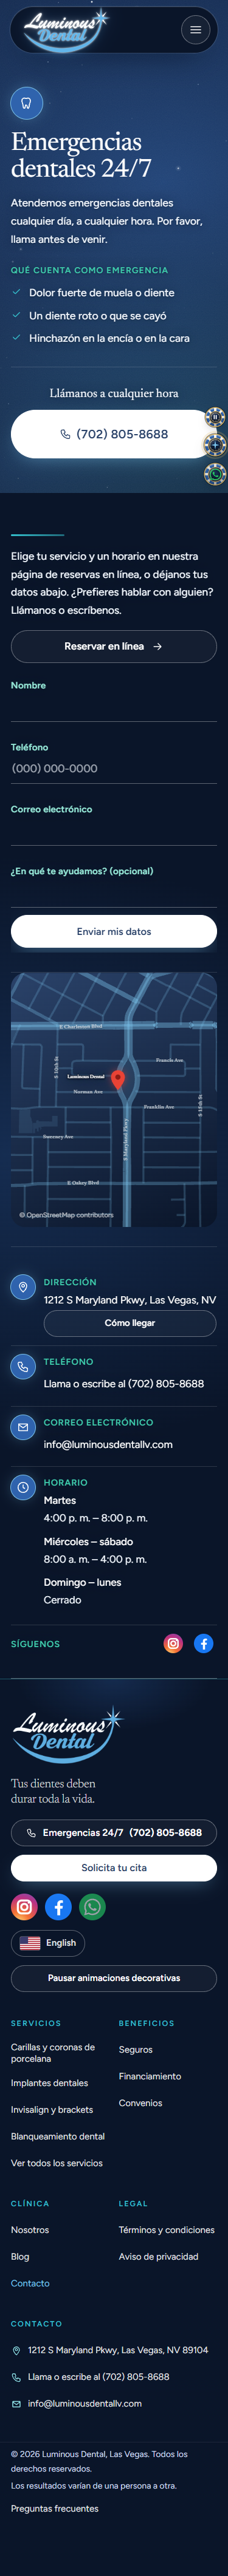 Luminous
Dental
Emergencias
dentales 24/7
Atendemos emergencias dentales
cualquier día, a cualquier hora. Por favor,
llama antes de venir.
QUÉ CUENTA COMO EMERGENCIA
Dolor fuerte de muela o diente
Un diente roto o que se cayó
Hinchazón en la encía o en la cara
Llámanos a cualquier hora
(702) 805-8688
Elige tu servicio y un horario en nuestra
página de reservas en línea, o déjanos tus
datos abajo. ¿Prefieres hablar con alguien?
Llámanos o escríbenos.
Reservar en línea
Nombre
Teléfono
(000) 000-0000
Correo electrónico
¿En qué te ayudamos? (opcional)
Enviar mis datos
E Charleston Blvd
S 10th St
Francis Ave
Luminous Dental
Norman Ave
Franklin Ave
S 15th St
S Maryland Pkwy
Sweeney Ave
E Oakey Blvd
© OpenStreetMap contributors
DIRECCIÓN
1212 S Maryland Pkwy, Las Vegas, NV
Cómo llegar
TELÉFONO
Llama o escribe al (702) 805-8688
CORREO ELECTRÓNICO
info@luminousdentallv.com
HORARIO
Martes
4:00 p. m. – 8:00 p. m.
Miércoles – sábado
8:00 a. m. – 4:00 p. m.
Domingo – lunes
Cerrado
SÍGUENOS
Luminous
Dental
Tus dientes deben
durar toda la vida.
Emergencias 24/7 (702) 805-8688
Solicita tu cita
English
Pausar animaciones decorativas
SERVICIOS
Carillas y coronas de
porcelana
Implantes dentales
Invisalign y brackets
Blanqueamiento dental
Ver todos los servicios
BENEFICIOS
Seguros
Financiamiento
Convenios
CLÍNICA
Nosotros
Blog
Contacto
LEGAL
Términos y condiciones
Aviso de privacidad
CONTACTO
1212 S Maryland Pkwy, Las Vegas, NV 89104
Llama o escribe al (702) 805-8688
info@luminousdentallv.com
© 2026 Luminous Dental, Las Vegas. Todos los
derechos reservados.
Los resultados varían de una persona a otra.
Preguntas frecuentes